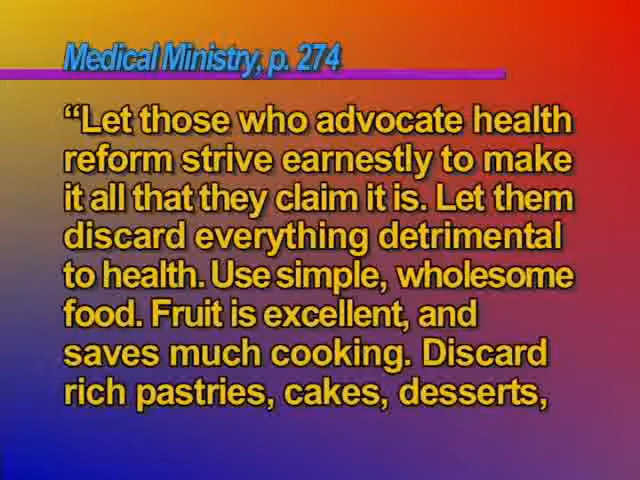 Medical Ministry, p. 274
“Let those who advocate health
reform strive earnestly to make
it all that they claim it is. Let them
discard everything detrimental
to health. Use simple, wholesome
food. Fruit is excellent, and
saves much cooking. Discard
rich pastries, cakes, desserts,